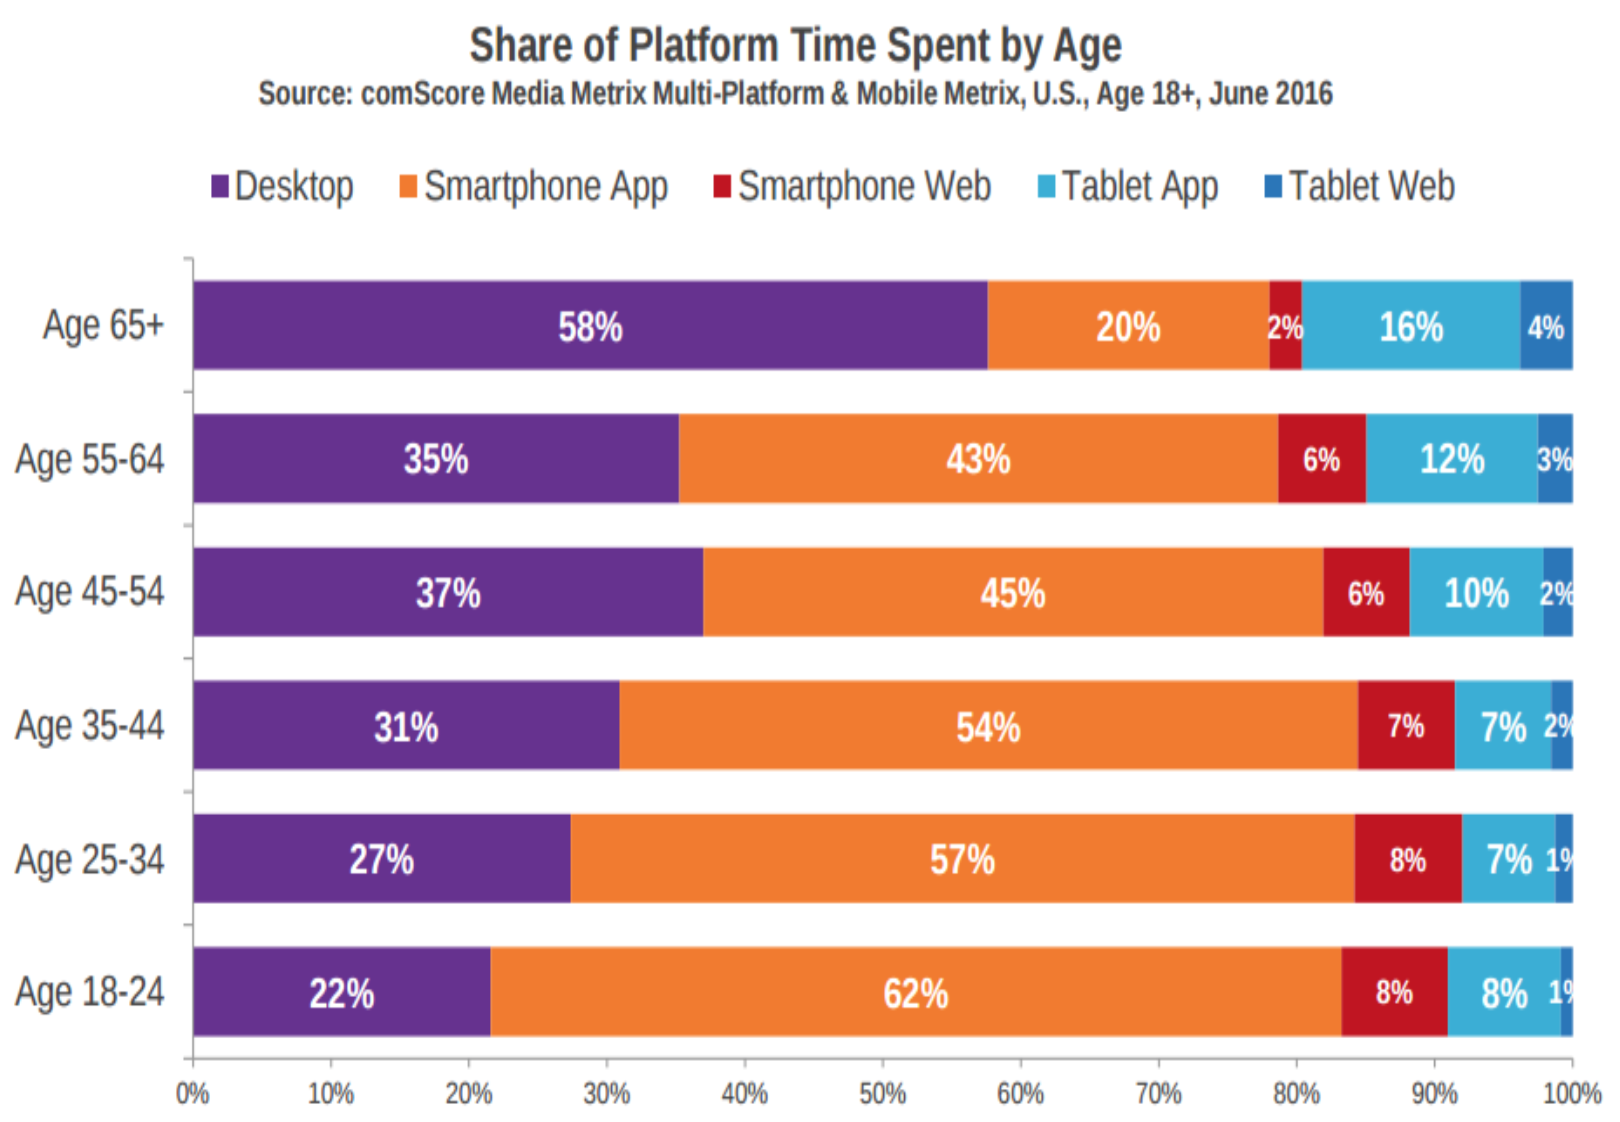 Share of Platform Time Spent by Age
Source: comScore Media Metrix Multi-Platform & Mobile Metrix, U.S., Age 18+, June 2016
Desktop Smartphone App Smartphone Web Tablet App Tablet Web
Age 65+ 58% 20% 2% 16% 4%
Age 55-64 35% 43% 6% 12% 3%
Age 45-54 37% 45% 6% 10% 2%
Age 35-44 31% 54% 7% 7% 2%
Age 25-34 27% 57% 8% 7% 1%
Age 18-24 22% 62% 8% 8% 1%
0% 10% 20% 30% 40% 50% 60% 70% 80% 90% 100%